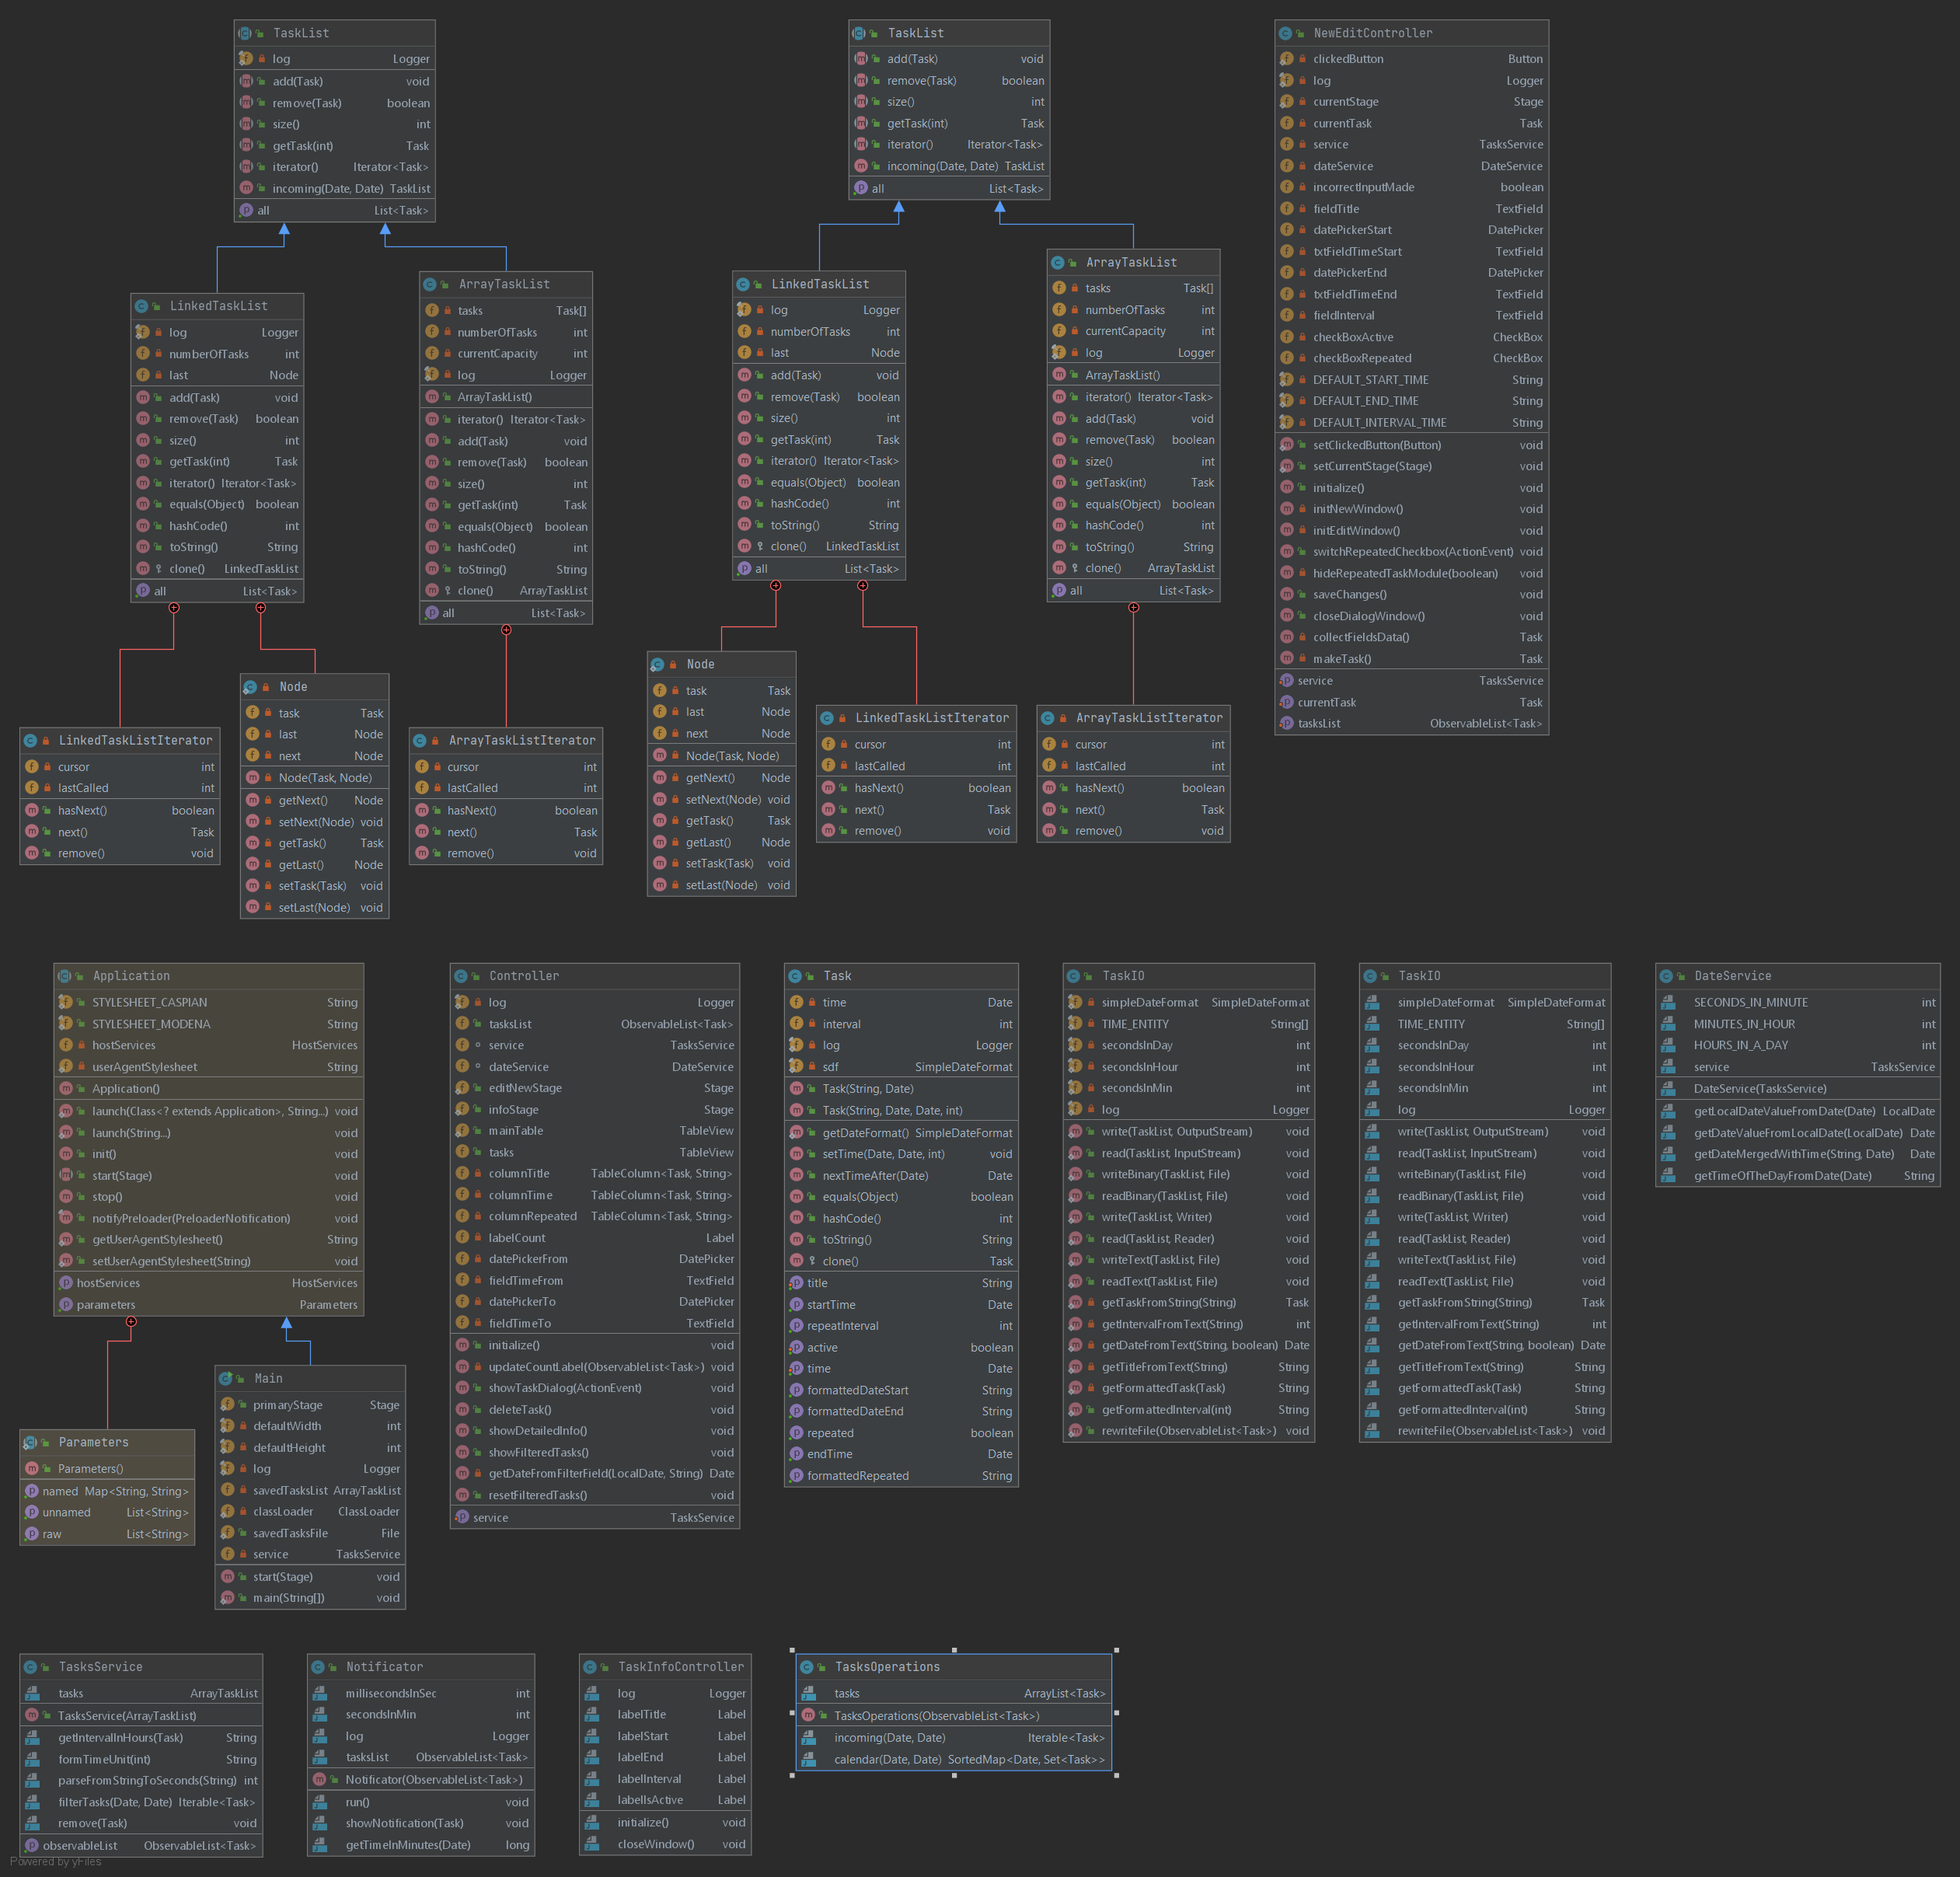 TaskList
log Logger
add(Task) void
remove(Task) boolean
size() int
getTask(int) Task
iterator() Iterator<Task>
incoming(Date, Date) TaskList
all List<Task>
TaskList
add(Task) void
remove(Task) boolean
size() int
getTask(int) Task
iterator() Iterator<Task>
incoming(Date, Date) TaskList
all List<Task>
NewEditController
clickedButton Button
log Logger
currentStage Stage
currentTask Task
service TasksService
dateService DateService
incorrectInputMade boolean
fieldTitle TextField
datePickerStart DatePicker
txtFieldTimeStart TextField
datePickerEnd DatePicker
txtFieldTimeEnd TextField
fieldInterval TextField
checkBoxActive CheckBox
checkBoxRepeated CheckBox
DEFAULT_START_TIME String
DEFAULT_END_TIME String
DEFAULT_INTERVAL_TIME String
setClickedButton(Button) void
setCurrentStage(Stage) void
initialize() void
initNewWindow() void
initEditWindow() void
switchRepeatedCheckbox(ActionEvent) void
hideRepeatedTaskModule(boolean) void
saveChanges() void
closeDialogWindow() void
collectFieldsData() Task
makeTask() Task
service TasksService
currentTask Task
tasksList ObservableList<Task>
LinkedTaskList
log Logger
numberOfTasks int
last Node
add(Task) void
remove(Task) boolean
size() int
getTask(int) Task
iterator() Iterator<Task>
equals(Object) boolean
hashCode() int
toString() String
clone() LinkedTaskList
all List<Task>
ArrayTaskList
tasks Task[]
numberOfTasks int
currentCapacity int
log Logger
ArrayTaskList()
iterator() Iterator<Task>
add(Task) void
remove(Task) boolean
size() int
getTask(int) Task
equals(Object) boolean
hashCode() int
toString() String
clone() ArrayTaskList
all List<Task>
LinkedTaskList
log Logger
numberOfTasks int
last Node
add(Task) void
remove(Task) boolean
size() int
getTask(int) Task
iterator() Iterator<Task>
equals(Object) boolean
hashCode() int
toString() String
clone() LinkedTaskList
all List<Task>
ArrayTaskList
tasks Task[]
numberOfTasks int
currentCapacity int
log Logger
ArrayTaskList()
iterator() Iterator<Task>
add(Task) void
remove(Task) boolean
size() int
getTask(int) Task
equals(Object) boolean
hashCode() int
toString() String
clone() ArrayTaskList
all List<Task>
LinkedTaskListIterator
cursor int
lastCalled int
hasNext() boolean
next() Task
remove() void
Node
task Task
last Node
next Node
Node(Task, Node)
getNext() Node
setNext(Node) void
getTask() Task
getLast() Node
setTask(Task) void
setLast(Node) void
ArrayTaskListIterator
cursor int
lastCalled int
hasNext() boolean
next() Task
remove() void
Node
task Task
last Node
next Node
Node(Task, Node)
getNext() Node
setNext(Node) void
getTask() Task
getLast() Node
setTask(Task) void
setLast(Node) void
LinkedTaskListIterator
cursor int
lastCalled int
hasNext() boolean
next() Task
remove() void
ArrayTaskListIterator
cursor int
lastCalled int
hasNext() boolean
next() Task
remove() void
Application
STYLESHEET_CASPIAN String
STYLESHEET_MODENA String
hostServices HostServices
userAgentStylesheet String
Application()
launch(Class<? extends Application>, String...) void
launch(String...) void
init() void
start(Stage) void
stop() void
notifyPreloader(PreloaderNotification) void
getUserAgentStylesheet() String
setUserAgentStylesheet(String) void
hostServices HostServices
parameters Parameters
Parameters
Parameters()
named Map<String, String>
unnamed List<String>
raw List<String>
Main
primaryStage Stage
defaultWidth int
defaultHeight int
log Logger
savedTasksList ArrayTaskList
classLoader ClassLoader
savedTasksFile File
service TasksService
start(Stage) void
main(String[]) void
Controller
log Logger
tasksList ObservableList<Task>
service TasksService
dateService DateService
editNewStage Stage
infoStage Stage
mainTable TableView
tasks TableView
columnTitle TableColumn<Task, String>
columnTime TableColumn<Task, String>
columnRepeated TableColumn<Task, String>
labelCount Label
datePickerFrom DatePicker
fieldTimeFrom TextField
datePickerTo DatePicker
fieldTimeTo TextField
initialize() void
updateCountLabel(ObservableList<Task>) void
showTaskDialog(ActionEvent) void
deleteTask() void
showDetailedInfo() void
showFilteredTasks() void
getDateFromFilterField(LocalDate, String) Date
resetFilteredTasks() void
service TasksService
Task
time Date
interval int
log Logger
sdf SimpleDateFormat
Task(String, Date)
Task(String, Date, Date, int)
getDateFormat() SimpleDateFormat
setTime(Date, Date, int) void
nextTimeAfter(Date) Date
equals(Object) boolean
hashCode() int
toString() String
clone() Task
title String
startTime Date
repeatInterval int
active boolean
time Date
formattedDateStart String
formattedDateEnd String
repeated boolean
endTime Date
formattedRepeated String
TaskIO
simpleDateFormat SimpleDateFormat
TIME_ENTITY String[]
secondsInDay int
secondsInHour int
secondsInMin int
log Logger
write(TaskList, OutputStream) void
read(TaskList, InputStream) void
writeBinary(TaskList, File) void
readBinary(TaskList, File) void
write(TaskList, Writer) void
read(TaskList, Reader) void
writeText(TaskList, File) void
readText(TaskList, File) void
getTaskFromString(String) Task
getIntervalFromText(String) int
getDateFromText(String, boolean) Date
getTitleFromText(String) String
getFormattedTask(Task) String
getFormattedInterval(int) String
rewriteFile(ObservableList<Task>) void
TaskIO
simpleDateFormat SimpleDateFormat
TIME_ENTITY String[]
secondsInDay int
secondsInHour int
secondsInMin int
log Logger
write(TaskList, OutputStream) void
read(TaskList, InputStream) void
writeBinary(TaskList, File) void
readBinary(TaskList, File) void
write(TaskList, Writer) void
read(TaskList, Reader) void
writeText(TaskList, File) void
readText(TaskList, File) void
getTaskFromString(String) Task
getIntervalFromText(String) int
getDateFromText(String, boolean) Date
getTitleFromText(String) String
getFormattedTask(Task) String
getFormattedInterval(int) String
rewriteFile(ObservableList<Task>) void
DateService
SECONDS_IN_MINUTE int
MINUTES_IN_HOUR int
HOURS_IN_A_DAY int
service TasksService
DateService(TasksService)
getLocalDateValueFromDate(Date) LocalDate
getDateValueFromLocalDate(LocalDate) Date
getDateMergedWithTime(String, Date) Date
getTimeOfTheDayFromDate(Date) String
TasksService
tasks ArrayTaskList
TasksService(ArrayTaskList)
getIntervalInHours(Task) String
formTimeUnit(int) String
parseFromStringToSeconds(String) int
filterTasks(Date, Date) Iterable<Task>
remove(Task) void
observableList ObservableList<Task>
Notificator
millisecondsInSec int
secondsInMin int
log Logger
tasksList ObservableList<Task>
Notificator(ObservableList<Task>)
run() void
showNotification(Task) void
getTimeInMinutes(Date) long
TaskInfoController
log Logger
labelTitle Label
labelStart Label
labelEnd Label
labelInterval Label
labelIsActive Label
initialize() void
closeWindow() void
TasksOperations
tasks ArrayList<Task>
TasksOperations(ObservableList<Task>)
incoming(Date, Date) Iterable<Task>
calendar(Date, Date) SortedMap<Date, Set<Task>>
Powered by yFiles